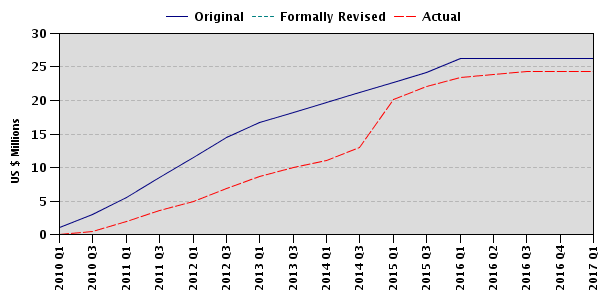 Original Formally Revised Actual
US $ Millions
30
25
20
15
10
5
0
2010 Q1
2010 Q3
2011 Q1
2011 Q3
2012 Q1
2012 Q3
2013 Q1
2013 Q3
2014 Q1
2014 Q3
2015 Q1
2015 Q3
2016 Q1
2016 Q2
2016 Q3
2016 Q4
2017 Q1